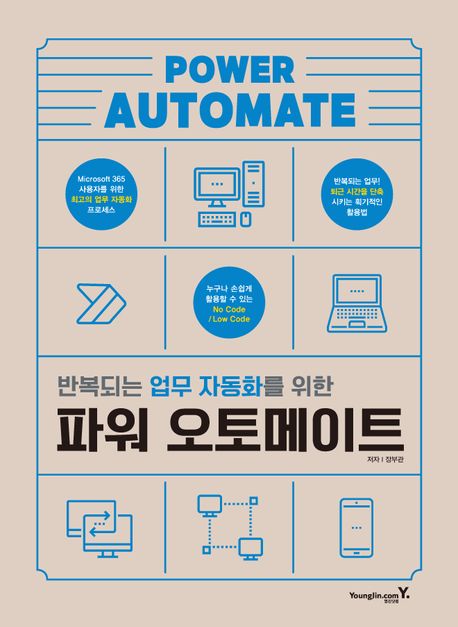 POWER
AUTOMATE
Microsoft 365
사용자를 위한
최고의 업무 자동화
프로세스
반복되는 업무!
퇴근 시간을 단축
시키는 획기적인
활용법
누구나 손쉽게
활용할 수 있는
No Code
/ Low Code
반복되는 업무 자동화를 위한
파워 오토메이트
저자 | 장부관
YoungJin.com Y.
영진닷컴